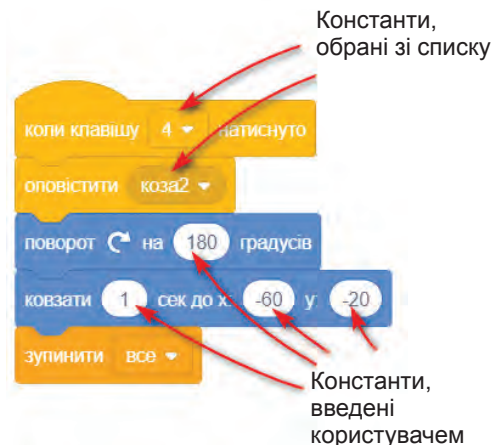 Константи,
обрані зі списку
коли клавішу 4 натиснуто
оповістити коза2
поворот на 180 градусів
ковзати 1 сек до x: -60 y: -20
зупинити все
Константи,
введені
користувачем